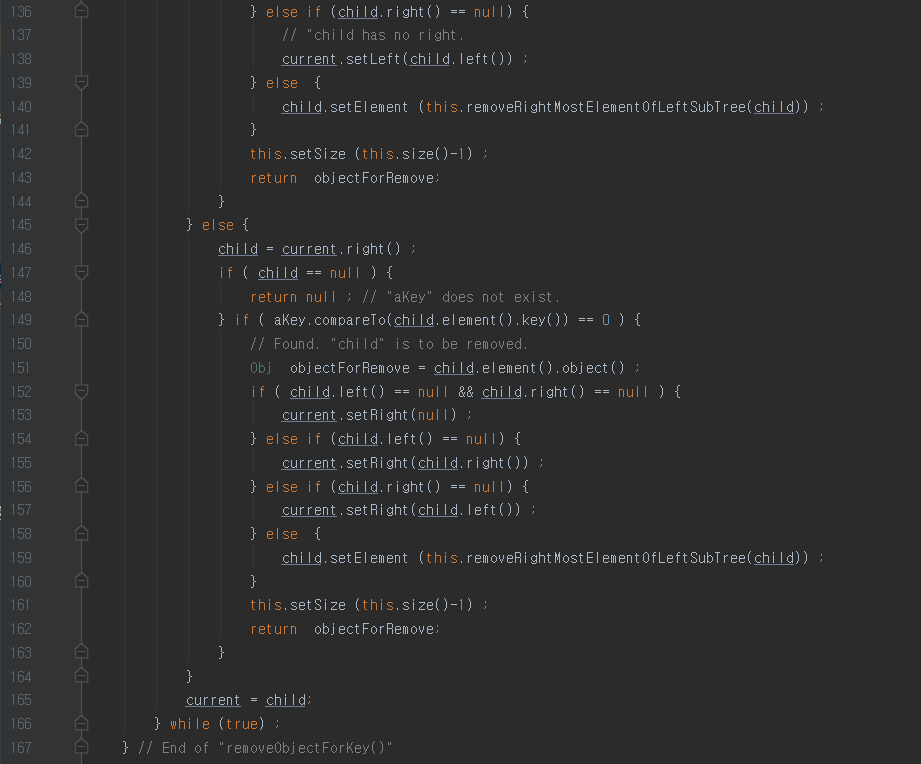 136 } else if (child.right() == null) {
137 // "child has no right.
138 current.setLeft(child.left()) ;
139 } else  {
140 child.setElement (this.removeRightMostElementOfLeftSubTree(child)) ;
141 }
142 this.setSize (this.size()-1) ;
143 return  objectForRemove;
144 }
145 } else {
146 child = current.right() ;
147 if ( child == null ) {
148 return null ; // "aKey" does not exist.
149 } if ( aKey.compareTo(child.element().key()) == 0 ) {
150 // Found. "child" is to be removed.
151 Obj  objectForRemove = child.element().object() ;
152 if ( child.left() == null && child.right() == null ) {
153 current.setRight(null) ;
154 } else if (child.left() == null) {
155 current.setRight(child.right()) ;
156 } else if (child.right() == null) {
157 current.setRight(child.left()) ;
158 } else  {
159 child.setElement (this.removeRightMostElementOfLeftSubTree(child)) ;
160 }
161 this.setSize (this.size()-1) ;
162 return  objectForRemove;
163 }
164 }
165 current = child;
166 } while (true) ;
167 } // End of "removeObjectForKey()"